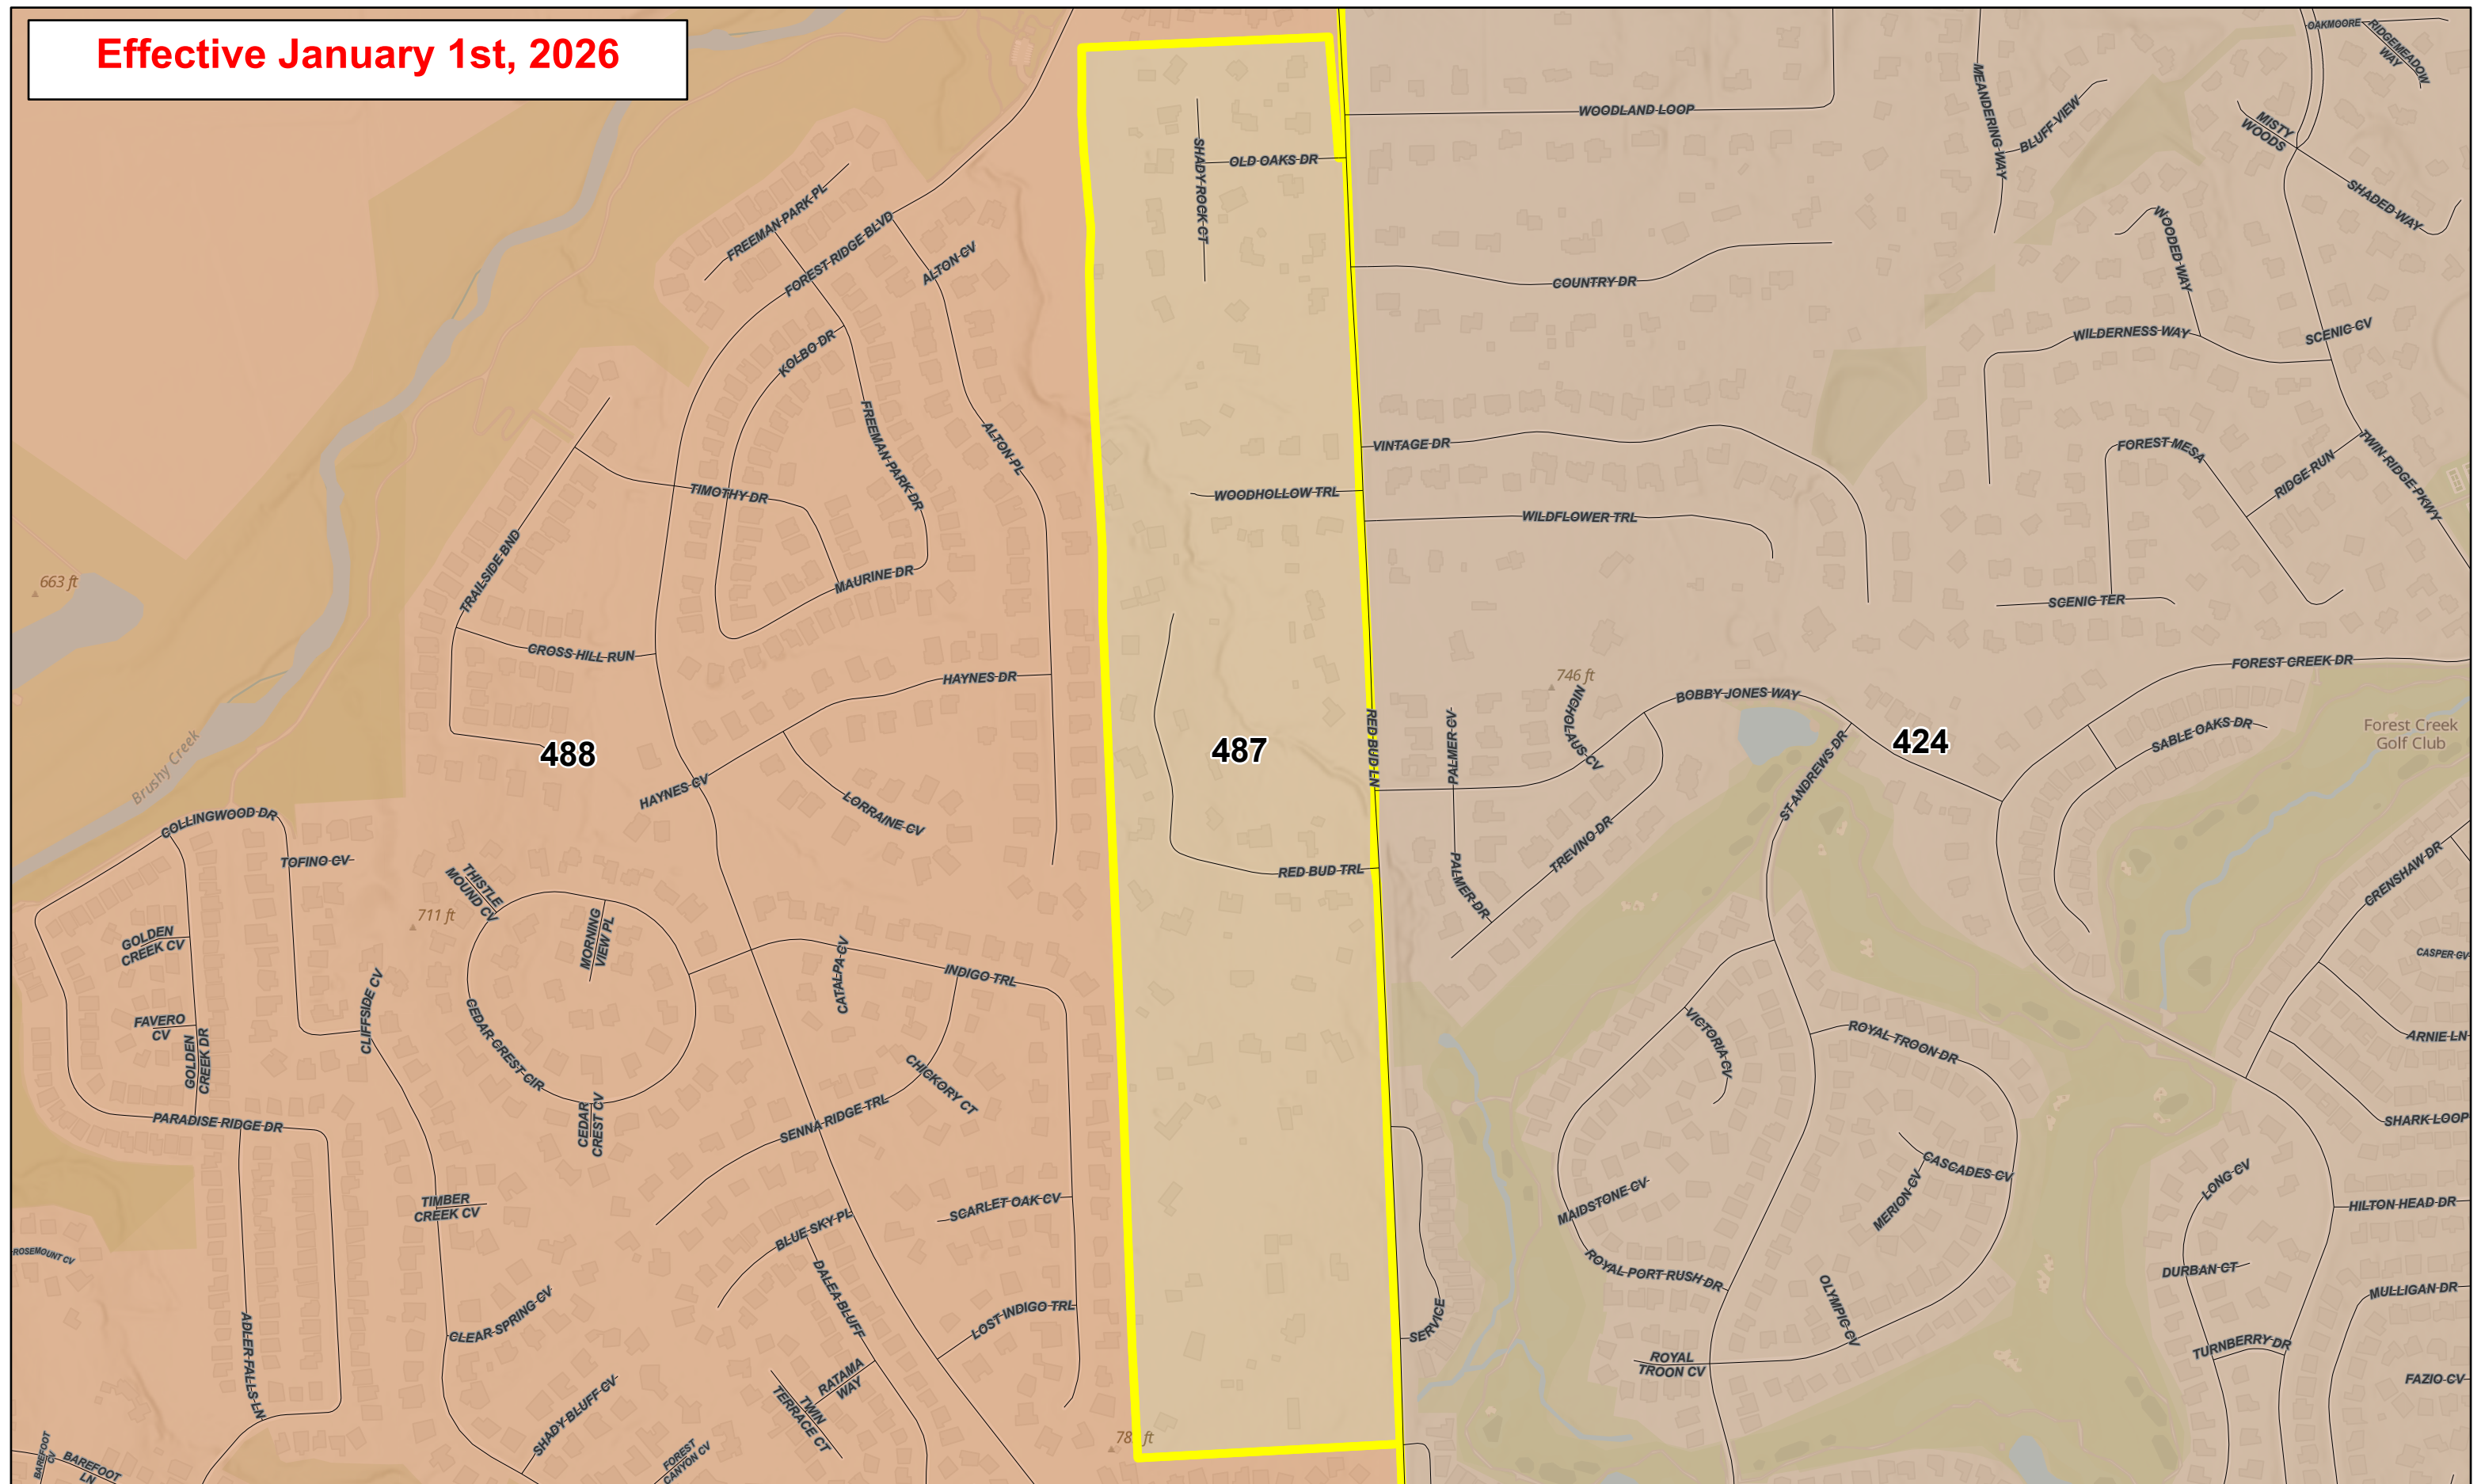 Effective January 1st, 2026
OAKMOORE
RIDGEMEADOW
WAY
WOODLAND LOOP
MEANDERING WAY
BLUFF VIEW
MISTY
WOODS
SHADED WAY
SHADY ROCK CT
OLD OAKS DR
FREEMAN PARK PL
FOREST RIDGE BLVD
ALTON CV
WOODED WAY
COUNTRY DR
WILDERNESS WAY
SCENIC CV
KOLBO DR
FREEMAN PARK DR
ALTON PL
VINTAGE DR
FOREST MESA
RIDGE RUN
TWIN RIDGE PKWY
TIMOTHY DR
WOODHOLLOW TRL
WILDFLOWER TRL
TRAILSIDE BND
663 ft
MAURINE DR
SCENIC TER
CROSS HILL RUN
HAYNES DR
746 ft
FOREST CREEK DR
NICHOLAUS CV
BOBBY JONES WAY
RED BUD LN
PALMER CV
SABLE OAKS DR
Forest Creek
Golf Club
488
487
424
Brushy Creek
HAYNES CV
LORRAINE CV
ST ANDREWS DR
COLLINGWOOD DR
TOFINO CV
TREVINO DR
RED BUD TRL
PALMER DR
CRENSHAW DR
THISTLE
MOUND CV
711 ft
MORNING
VIEW PL
GOLDEN
CREEK CV
CATALPA CV
INDIGO TRL
CASPER CV
CLIFFSIDE CV
FAVERO
CV
GOLDEN
CREEK DR
CEDAR CREST CIR
VICTORIA CV
ROYAL TROON DR
ARNIE LN
CHICKORY CT
SENNA RIDGE TRL
CEDAR
CREST CV
PARADISE RIDGE DR
SHARK LOOP
CASCADES CV
MERION CV
LONG CV
MAIDSTONE CV
TIMBER
CREEK CV
SCARLET OAK CV
HILTON HEAD DR
BLUE SKY PL
ROSEMOUNT CV
ROYAL PORT RUSH DR
DURBAN CT
MULLIGAN DR
DALEA BLUFF
CLEAR SPRING CV
LOST INDIGO TRL
SERVICE
OLYMPIC CV
ADLER FALLS LN
TURNBERRY DR
ROYAL
TROON CV
FAZIO CV
RATAMA
WAY
TWIN
TERRACE CT
SHADY BLUFF CV
FOREST
CANYON CV
BAREFOOT
CV
BAREFOOT
LN